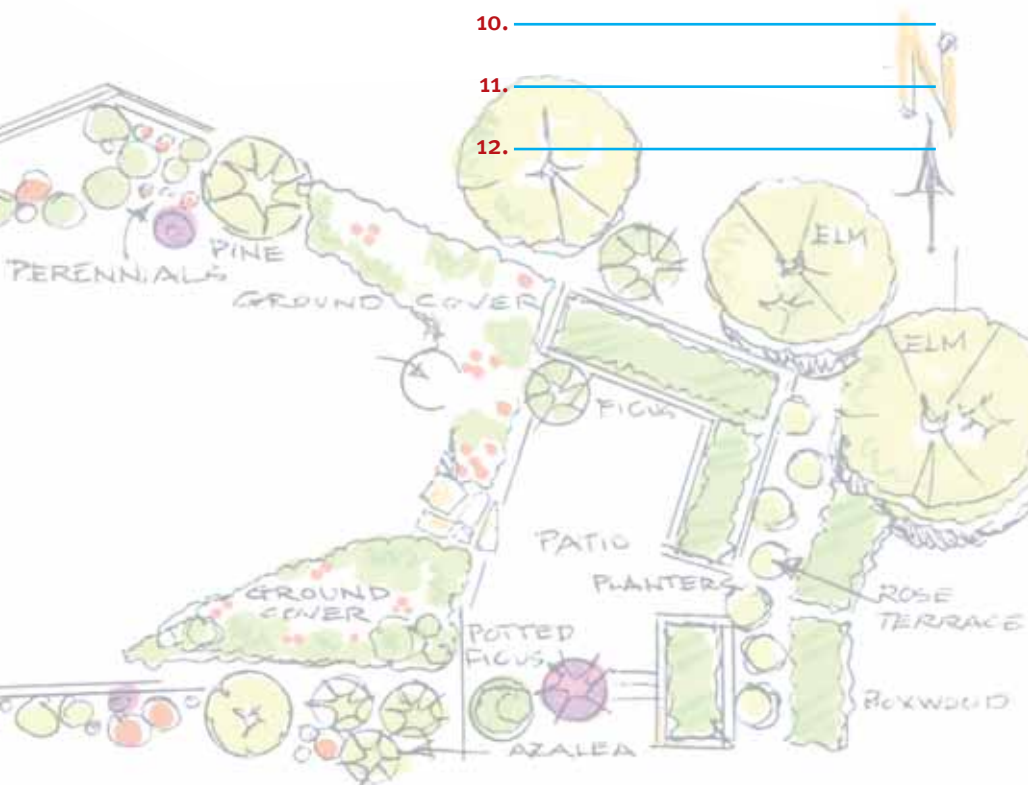 10.
N
11.
12.
ELM
PINE
PERENNIALS
GROUND COVER
ELM
FICUS
PATIO
PLANTERS
GROUND
COVER
ROSE
TERRACE
POTTED
FICUS
BOXWOOD
AZALEA